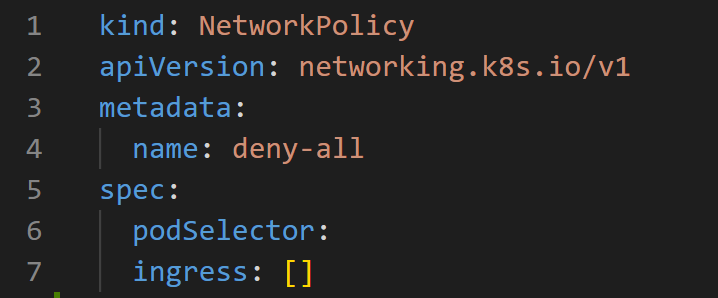 1 kind: NetworkPolicy
2 apiVersion: networking.k8s.io/v1
3 metadata:
4   name: deny-all
5 spec:
6   podSelector:
7   ingress: []